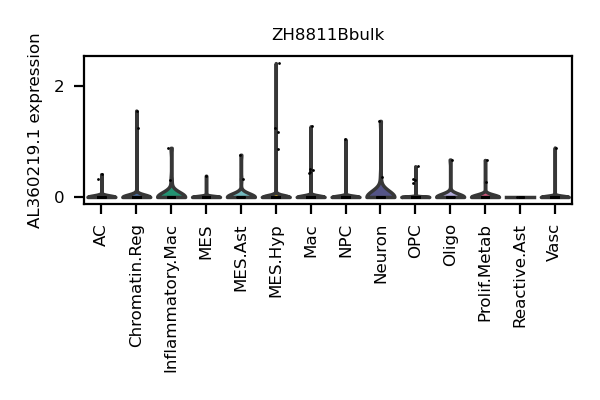 ZH8811Bbulk
AL360219.1 expression
2
0
AC
Chromatin.Reg
Inflammatory.Mac
MES
MES.Ast
MES.Hyp
Mac
NPC
Neuron
OPC
Oligo
Prolif.Metab
Reactive.Ast
Vasc